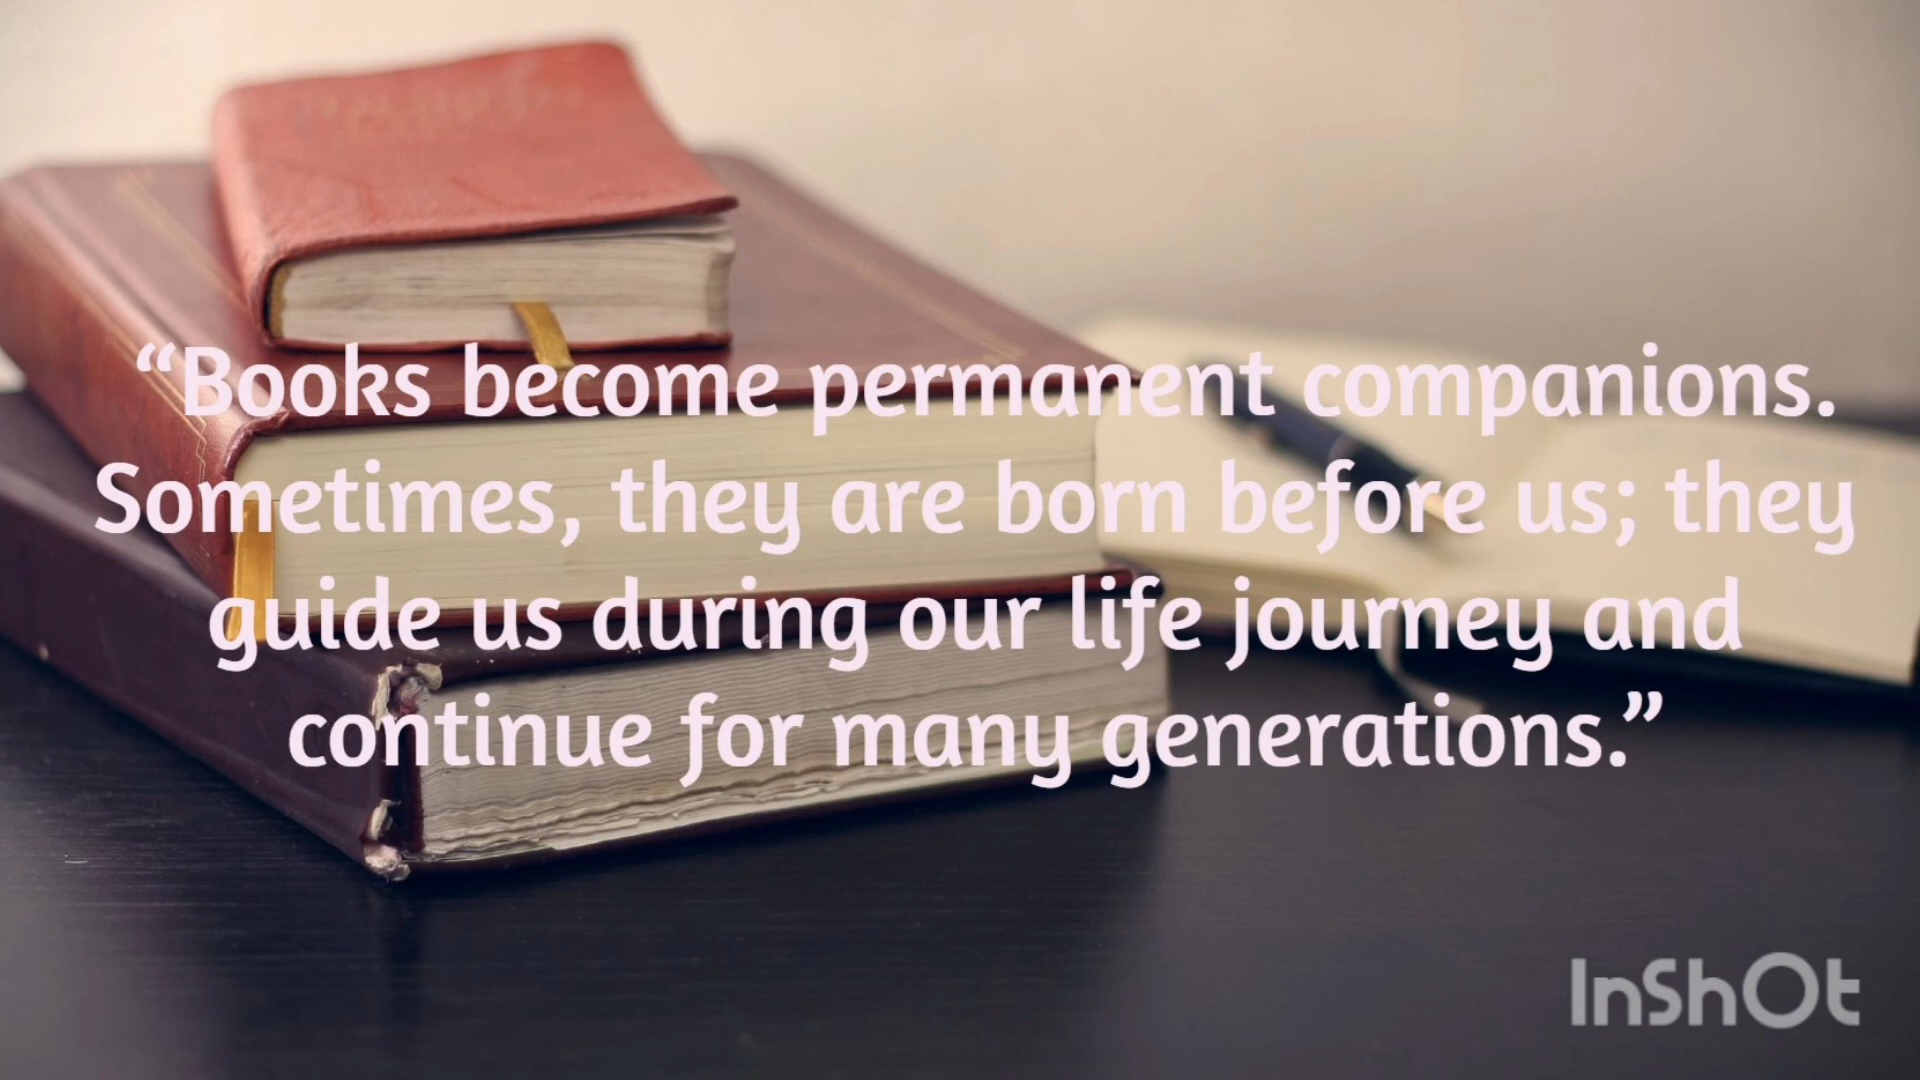 “Books become permanent companions.
Sometimes, they are born before us; they
guide us during our life journey and
continue for many generations.”
InShOt